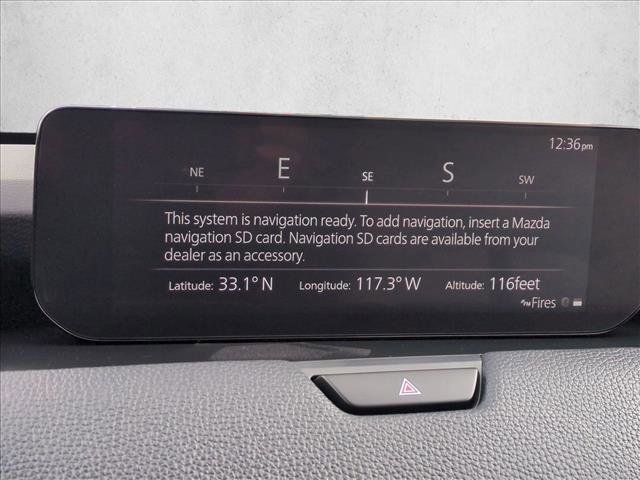 12:36pm
NE E SE S SW
This system is navigation ready. To add navigation, insert a Mazda
navigation SD card. Navigation SD cards are available from your
dealer as an accessory.
Latitude: 33.1° N Longitude: 117.3° W Altitude: 116feet
FM Fires